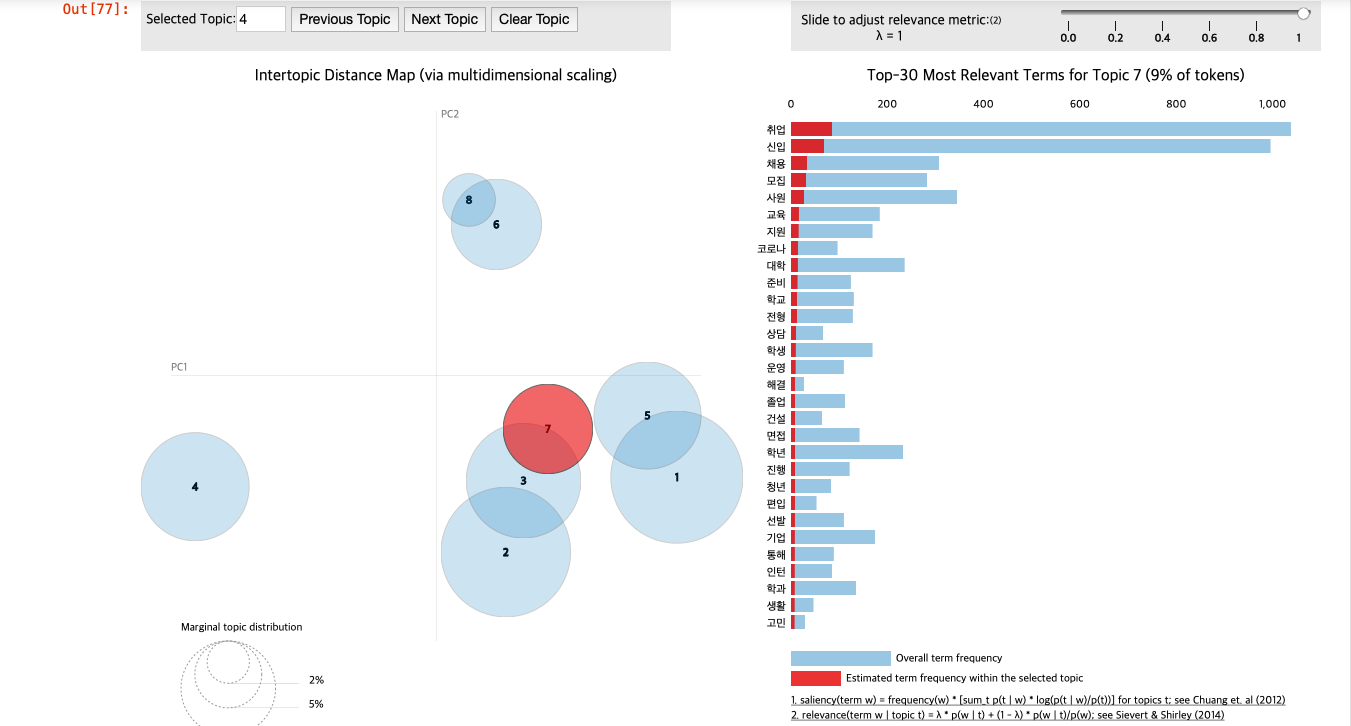 Out[77]:
Selected Topic: 4 Previous Topic Next Topic Clear Topic
Slide to adjust relevance metric:(2)
λ = 1
0.0 0.2 0.4 0.6 0.8 1
Intertopic Distance Map (via multidimensional scaling)
PC2
PC1
8
6
5
7
1
3
4
2
Marginal topic distribution
2%
5%
Top-30 Most Relevant Terms for Topic 7 (9% of tokens)
0 200 400 600 800 1,000
취업
신입
채용
모집
사원
교육
지원
코로나
대학
준비
학교
전형
상담
학생
운영
해결
졸업
건설
면접
학년
진행
청년
편입
선발
기업
통해
인턴
학과
생활
고민
Overall term frequency
Estimated term frequency within the selected topic
1. saliency(term w) = frequency(w) * [sum_t p(t | w) * log(p(t | w)/p(t))] for topics t; see Chuang et. al (2012)
2. relevance(term w | topic t) = λ * p(w | t) + (1 - λ) * p(w | t)/p(w); see Sievert & Shirley (2014)